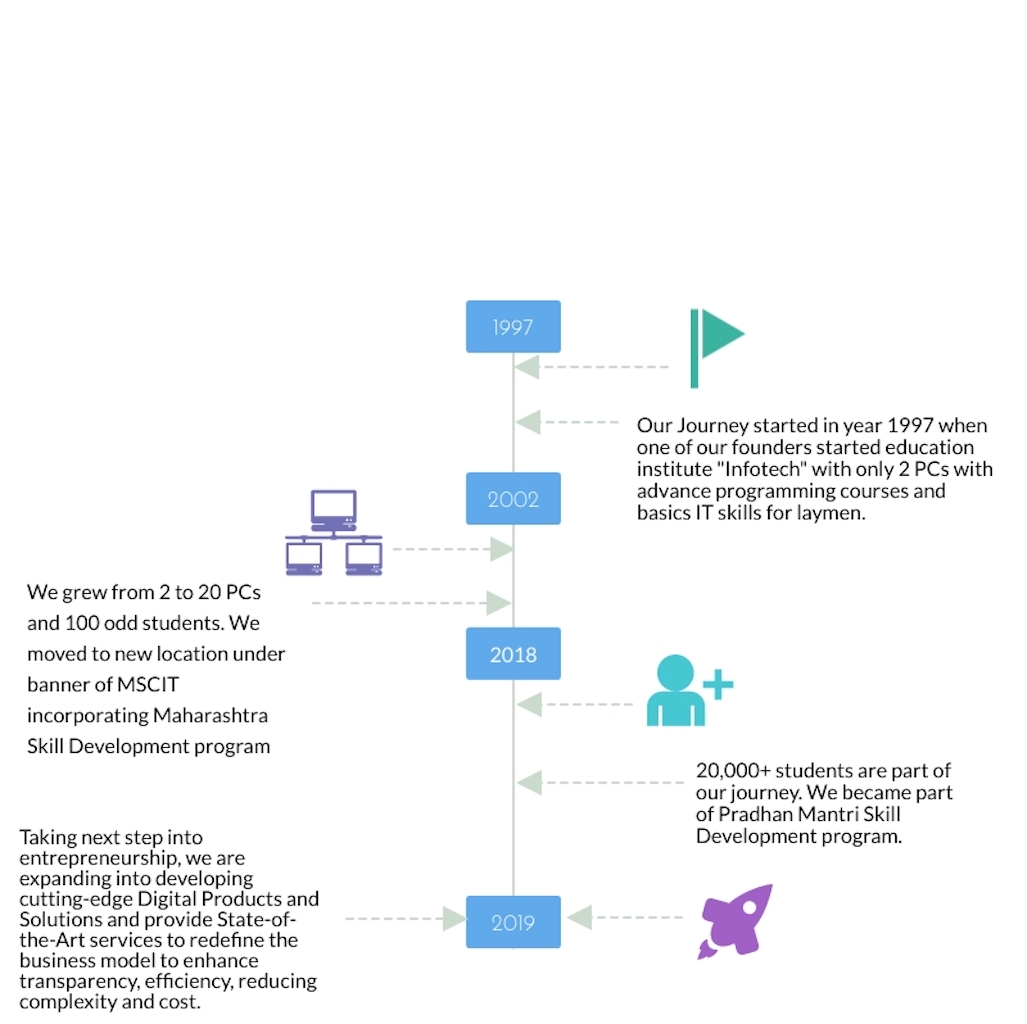 1997
Our Journey started in year 1997 when
one of our founders started education
institute "Infotech" with only 2 PCs with
advance programming courses and
basics IT skills for laymen.
2002
We grew from 2 to 20 PCs
and 100 odd students. We
moved to new location under
banner of MSCIT
incorporating Maharashtra
Skill Development program
2018
20,000+ students are part of
our journey. We became part
of Pradhan Mantri Skill
Development program.
2019
Taking next step into
entrepreneurship, we are
expanding into developing
cutting-edge Digital Products and
Solutions and provide State-of-
the-Art services to redefine the
business model to enhance
transparency, efficiency, reducing
complexity and cost.